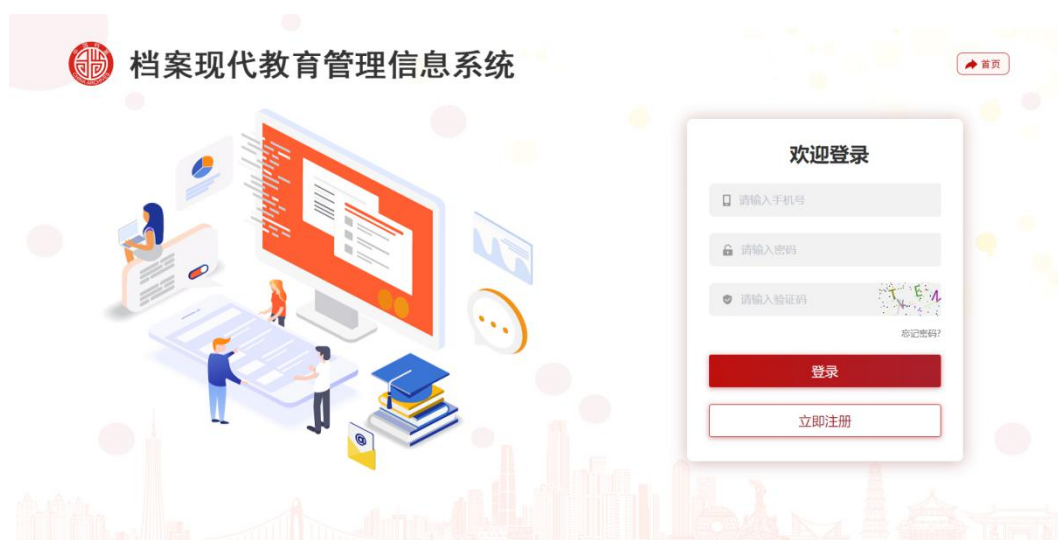 档案现代教育管理信息系统
首页
欢迎登录
请输入手机号
请输入密码
请输入验证码
忘记密码?
登录
立即注册